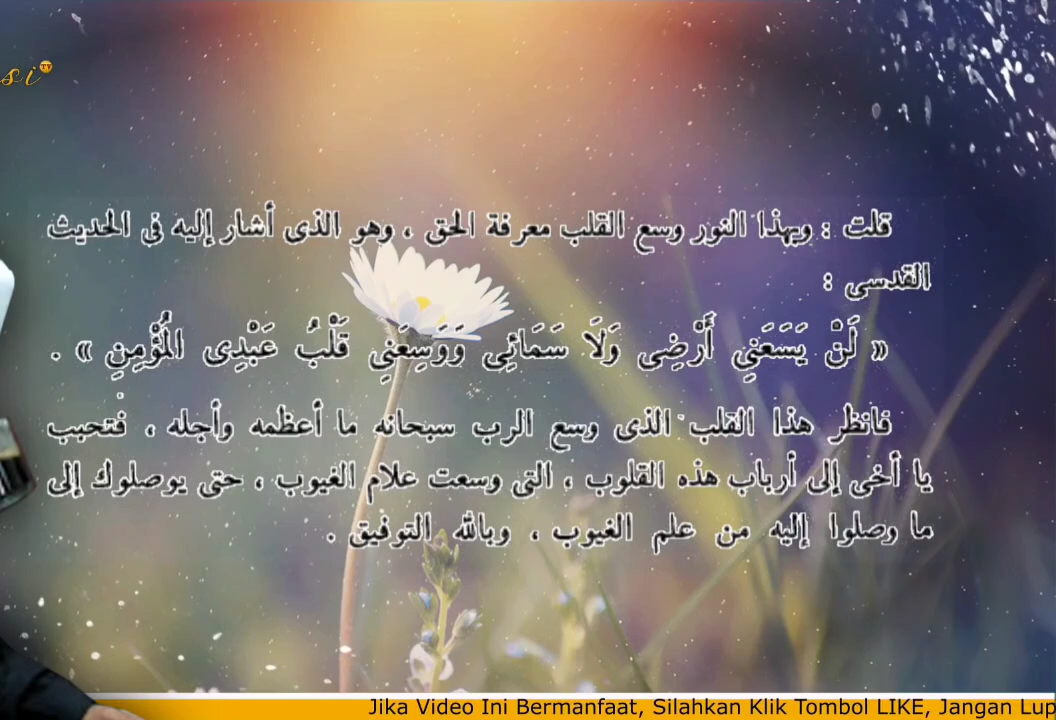 si TV
قلت : وبهذا النور وسع القلب معرفة الحق ، وهو الذى أشار إليه فى الحديث
القدسى :
« لَنْ يَسَعَنِي أَرْضِى وَلَا سَمَائِى وَوَسِعَنِي قَلْبُ عَبْدِى الْمُؤْمِنِ » .
فانظر هذا القلب الذى وسع الرب سبحانه ما أعظمه وأجله ، فتحبب
يا أخى إلى أرباب هذه القلوب ، التى وسعت علام الغيوب ، حتى يوصلوك إلى
ما وصلوا إليه من علم الغيوب ، وبالله التوفيق .
Jika Video Ini Bermanfaat, Silahkan Klik Tombol LIKE, Jangan Lup